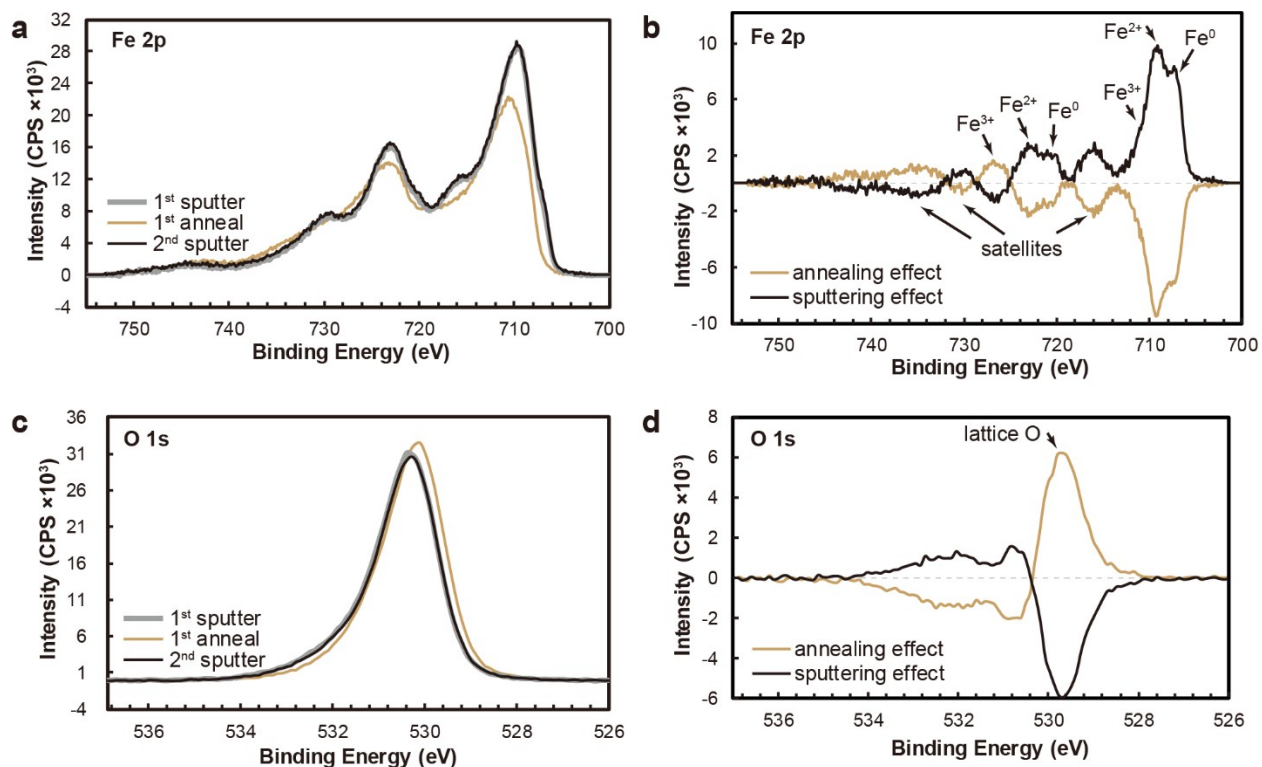 a
Fe 2p
Intensity (CPS ×10³)
36
32
28
24
20
16
12
8
4
0
-4
1st sputter
1st anneal
2nd sputter
750
740
730
720
710
700
Binding Energy (eV)
b
Fe 2p
Intensity (CPS ×10³)
10
6
2
-2
-6
-10
Fe²⁺
Fe⁰
Fe³⁺
Fe²⁺
Fe⁰
Fe³⁺
satellites
annealing effect
sputtering effect
750
740
730
720
710
700
Binding Energy (eV)
c
O 1s
Intensity (CPS ×10³)
36
31
26
21
16
11
6
1
-4
1st sputter
1st anneal
2nd sputter
536
534
532
530
528
526
Binding Energy (eV)
d
O 1s
Intensity (CPS ×10³)
8
6
4
2
0
-2
-4
-6
lattice O
annealing effect
sputtering effect
536
534
532
530
528
526
Binding Energy (eV)